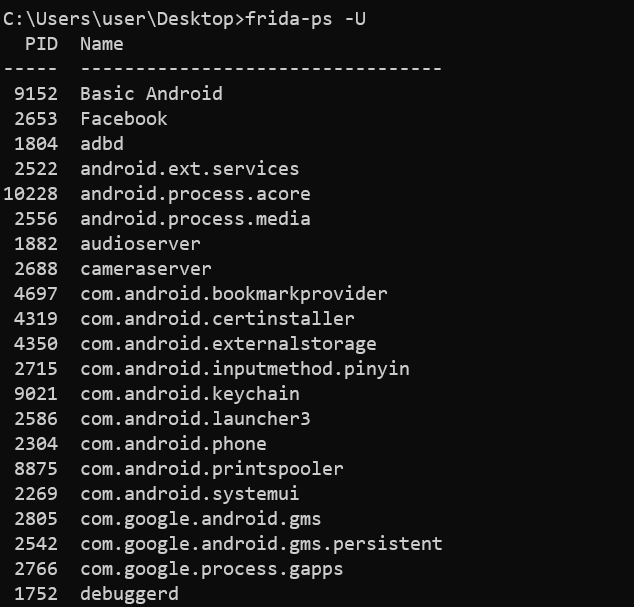 C:\Users\user\Desktop>frida-ps -U
  PID  Name
-----  ---------------------------------
 9152  Basic Android
 2653  Facebook
 1804  adbd
 2522  android.ext.services
10228  android.process.acore
 2556  android.process.media
 1882  audioserver
 2688  cameraserver
 4697  com.android.bookmarkprovider
 4319  com.android.certinstaller
 4350  com.android.externalstorage
 2715  com.android.inputmethod.pinyin
 9021  com.android.keychain
 2586  com.android.launcher3
 2304  com.android.phone
 8875  com.android.printspooler
 2269  com.android.systemui
 2805  com.google.android.gms
 2542  com.google.android.gms.persistent
 2766  com.google.process.gapps
 1752  debuggerd